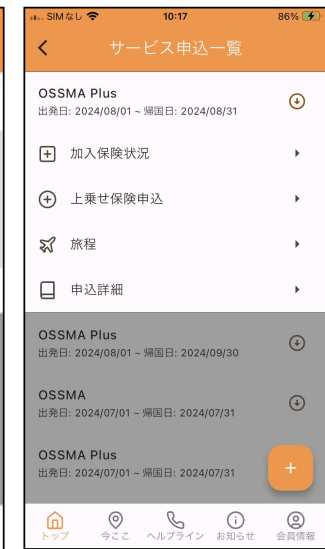 SIMなし 10:17 86%
サービス申込一覧
OSSMA Plus
出発日: 2024/08/01 ~ 帰国日: 2024/08/31
加入保険状況
上乗せ保険申込
旅程
申込詳細
OSSMA Plus
出発日: 2024/08/01 ~ 帰国日: 2024/09/30
OSSMA
出発日: 2024/07/01 ~ 帰国日: 2024/07/31
OSSMA Plus
出発日: 2024/07/01 ~ 帰国日: 2024/07/31
トップ 今ここ ヘルプライン お知らせ 会員情報